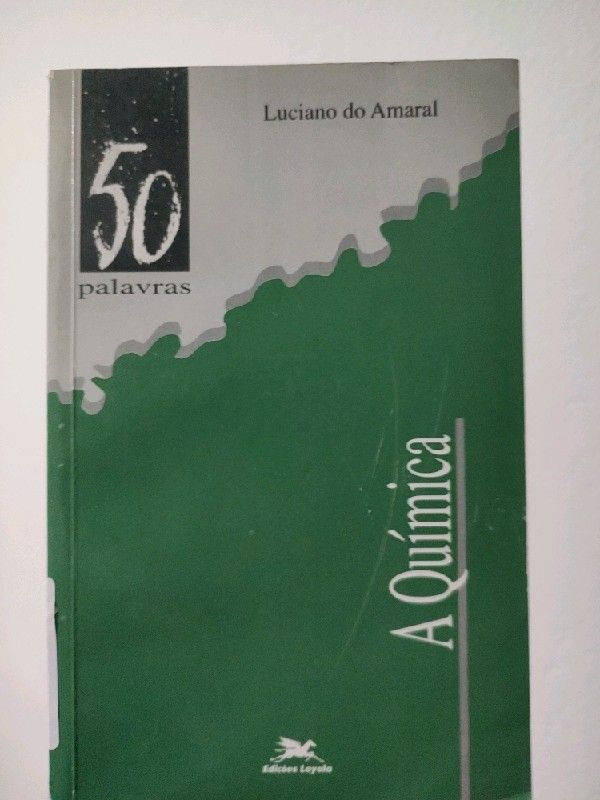 Luciano do Amaral
50
palavras
A Química
Edições Loyola